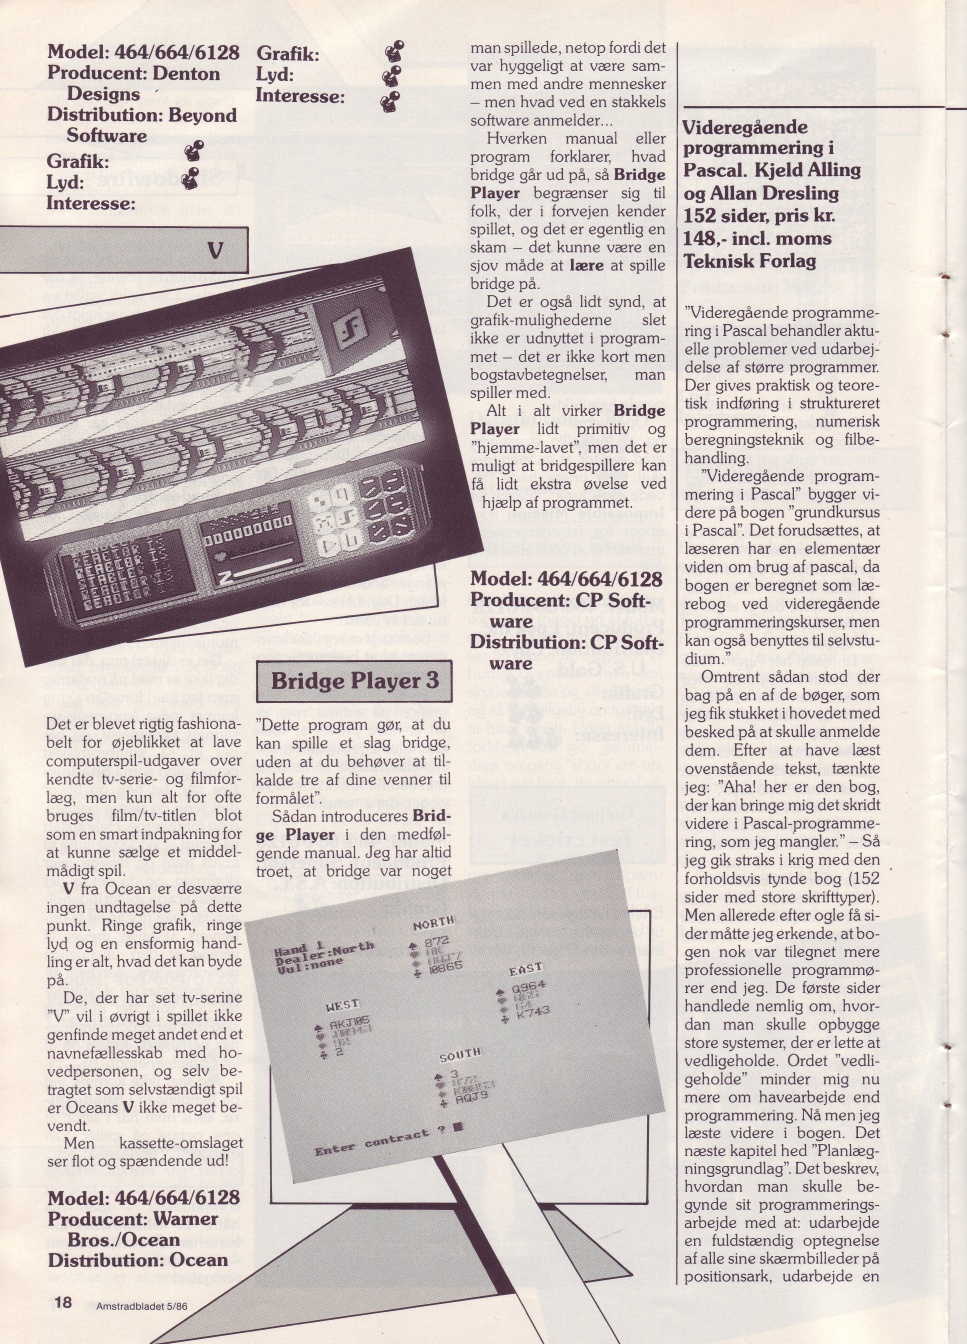 Model: 464/664/6128
Producent: Denton
Designs
Distribution: Beyond
Software
Grafik:
Lyd:
Interesse:
Grafik:
Lyd:
Interesse:
V
Det er blevet rigtig fashiona-
belt for øjeblikket at lave
computerspil-udgaver over
kendte tv-serie- og filmfor-
læg, men kun alt for ofte
bruges film/tv-titlen blot
som en smart indpakning for
at kunne sælge et middel-
mådigt spil.
V fra Ocean er desværre
ingen undtagelse på dette
punkt. Ringe grafik, ringe
lyd og en ensformig hand-
ling er alt, hvad det kan byde
på.
De, der har set tv-serine
"V" vil i øvrigt i spillet ikke
genfinde meget andet end et
navnefællesskab med ho-
vedpersonen, og selv be-
tragtet som selvstændigt spil
er Oceans V ikke meget be-
vendt.
Men kassette-omslaget
ser flot og spændende ud!
Model: 464/664/6128
Producent: Warner
Bros./Ocean
Distribution: Ocean
Bridge Player 3
"Dette program gør, at du
kan spille et slag bridge,
uden at du behøver at til-
kalde tre af dine venner til
formålet".
Sådan introduceres Brid-
ge Player i den medføl-
gende manual. Jeg har altid
troet, at bridge var noget
Hand 1
Dealer:North
Vul:none
NORTH
♠ 872
♣ 10865
WEST
♠ AKJ105
♣ 2
EAST
♠ Q964
♣ K743
SOUTH
♠ 3
♣ AQJ9
Enter contract ?
man spillede, netop fordi det
var hyggeligt at være sam-
men med andre mennesker
– men hvad ved en stakkels
software anmelder...
Hverken manual eller
program forklarer, hvad
bridge går ud på, så Bridge
Player begrænser sig til
folk, der i forvejen kender
spillet, og det er egentlig en
skam – det kunne være en
sjov måde at lære at spille
bridge på.
Det er også lidt synd, at
grafik-mulighederne slet
ikke er udnyttet i program-
met – det er ikke kort men
bogstavbetegnelser, man
spiller med.
Alt i alt virker Bridge
Player lidt primitiv og
"hjemme-lavet", men det er
muligt at bridgespillere kan
få lidt ekstra øvelse ved
hjælp af programmet.
Model: 464/664/6128
Producent: CP Soft-
ware
Distribution: CP Soft-
ware
Videregående
programmering i
Pascal. Kjeld Alling
og Allan Dresling
152 sider, pris kr.
148,- incl. moms
Teknisk Forlag
"Videregående programme-
ring i Pascal behandler aktu-
elle problemer ved udarbej-
delse af større programmer.
Der gives praktisk og teore-
tisk indføring i struktureret
programmering, numerisk
beregningsteknik og filbe-
handling.
"Videregående program-
mering i Pascal" bygger vi-
dere på bogen "grundkursus
i Pascal". Det forudsættes, at
læseren har en elementær
viden om brug af pascal, da
bogen er beregnet som læ-
rebog ved videregående
programmeringskurser, men
kan også benyttes til selvstu-
dium."
Omtrent sådan stod der
bag på en af de bøger, som
jeg fik stukket i hovedet med
besked på at skulle anmelde
dem. Efter at have læst
ovenstående tekst, tænkte
jeg: "Aha! her er den bog,
der kan bringe mig det skridt
videre i Pascal-programme-
ring, som jeg mangler." – Så
jeg gik straks i krig med den
forholdsvis tynde bog (152
sider med store skrifttyper).
Men allerede efter ogle få si-
der måtte jeg erkende, at bo-
gen nok var tilegnet mere
professionelle programmø-
rer end jeg. De første sider
handlede nemlig om, hvor-
dan man skulle opbygge
store systemer, der er lette at
vedligeholde. Ordet "vedli-
geholde" minder mig nu
mere om havearbejde end
programmering. Nå men jeg
læste videre i bogen. Det
næste kapitel hed "Planlæg-
ningsgrundlag". Det beskrev,
hvordan man skulle be-
gynde sit programmerings-
arbejde med at: udarbejde
en fuldstændig optegnelse
af alle sine skærmbilleder på
positionsark, udarbejde en
18
Amstradbladet 5/86